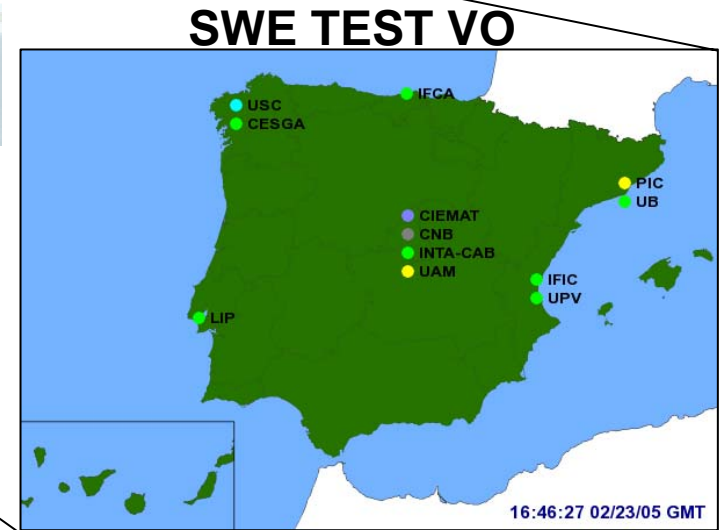 SWE TEST VO
IFCA
USC
CESGA
PIC
UB
CIEMAT
CNB
INTA-CAB
UAM
IFIC
UPV
LIP
16:46:27 02/23/05 GMT